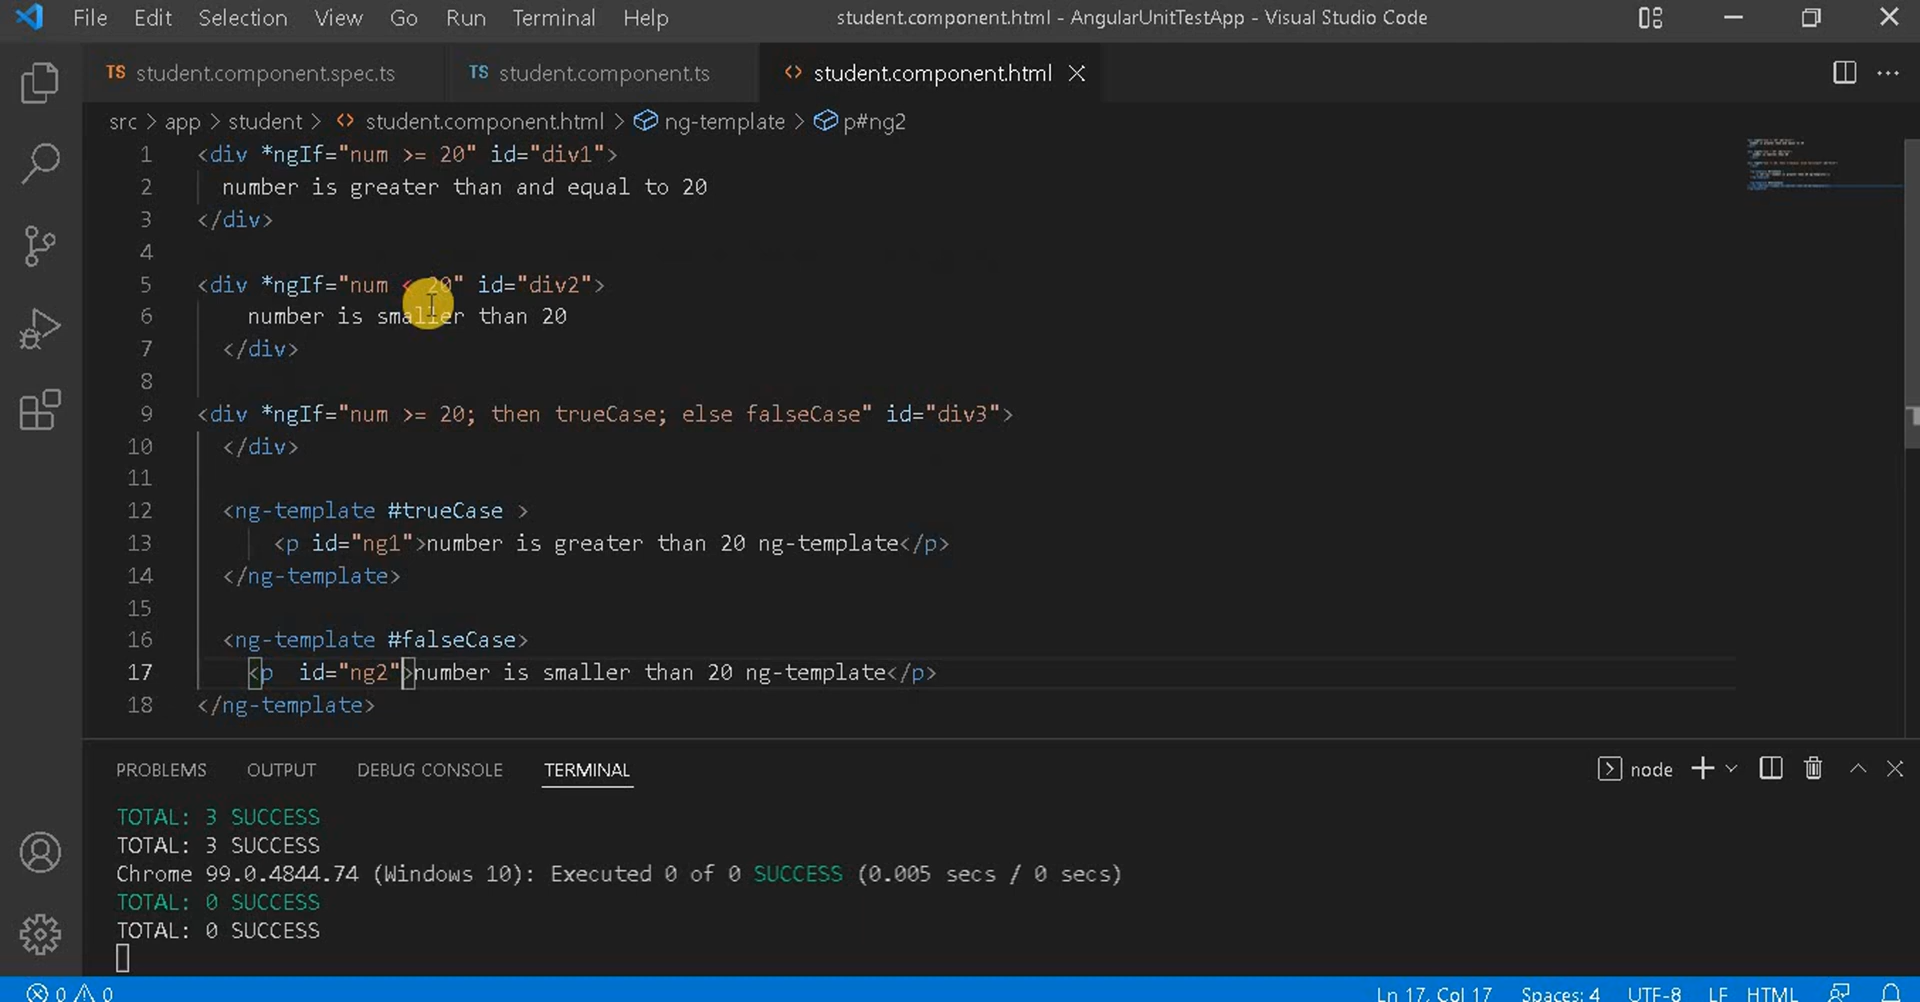 File Edit Selection View Go Run Terminal Help student.component.html - AngularUnitTestApp - Visual Studio Code
TS student.component.spec.ts TS student.component.ts <> student.component.html
src > app > student > <> student.component.html > ng-template > p#ng2
1 <div *ngIf="num >= 20" id="div1">
2 number is greater than and equal to 20
3 </div>
4
5 <div *ngIf="num < 20" id="div2">
6 number is smaller than 20
7 </div>
8
9 <div *ngIf="num >= 20; then trueCase; else falseCase" id="div3">
10 </div>
11
12 <ng-template #trueCase >
13 <p id="ng1">number is greater than 20 ng-template</p>
14 </ng-template>
15
16 <ng-template #falseCase>
17 <p  id="ng2">number is smaller than 20 ng-template</p>
18 </ng-template>
PROBLEMS OUTPUT DEBUG CONSOLE TERMINAL node
TOTAL: 3 SUCCESS
TOTAL: 3 SUCCESS
Chrome 99.0.4844.74 (Windows 10): Executed 0 of 0 SUCCESS (0.005 secs / 0 secs)
TOTAL: 0 SUCCESS
TOTAL: 0 SUCCESS
0 0 Ln 17, Col 17 Spaces: 4 UTF-8 LF HTML